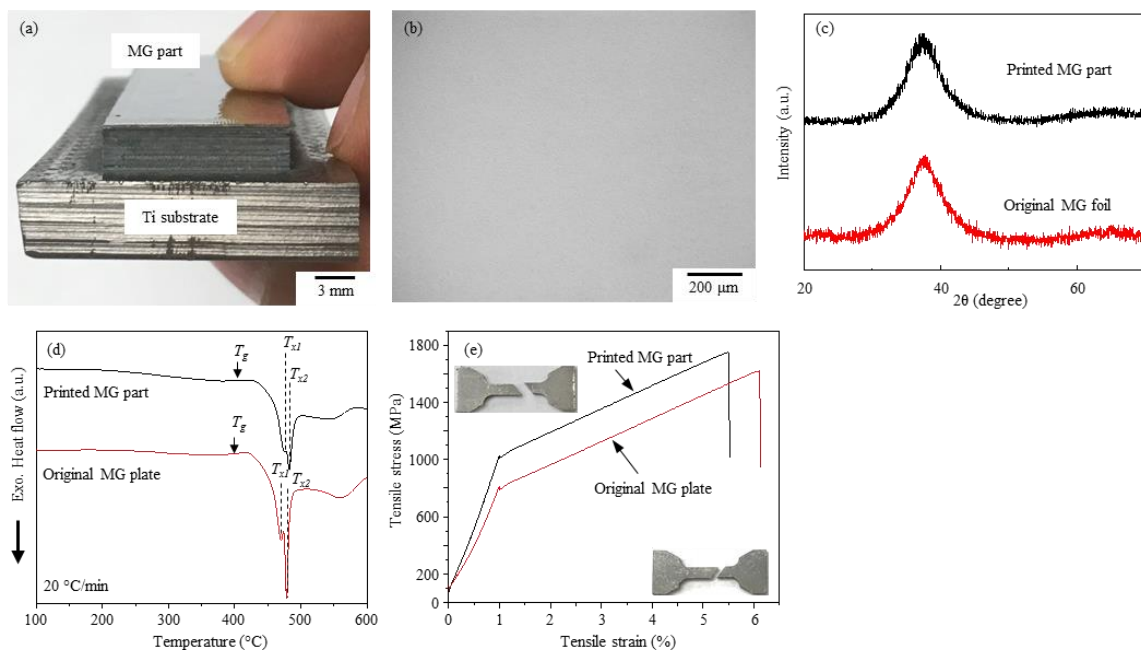 (a)
MG part
Ti substrate
3 mm
(b)
200 μm
(c)
Printed MG part
Original MG foil
Intensity (a.u.)
20 40 60
2θ (degree)
(d)
Tg
Tx1
Tx2
Printed MG part
Tg
Tx1
Tx2
Original MG plate
20 °C/min
Exo. Heat flow (a.u.)
100 200 300 400 500 600
Temperature (°C)
(e)
Printed MG part
Original MG plate
Tensile stress (MPa)
1800
1400
1000
600
200
0
0 1 2 3 4 5 6
Tensile strain (%)